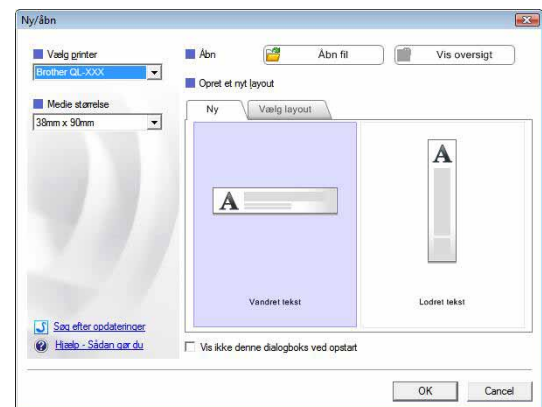 Ny/åbn
Vælg printer
Brother QL-XXX
Medie størrelse
38mm x 90mm
Søg efter opdateringer
Hjælp - Sådan gør du
Åbn
Åbn fil
Vis oversigt
Opret et nyt layout
Ny
Vælg layout
A
Vandret tekst
A
Lodret tekst
Vis ikke denne dialogboks ved opstart
OK
Cancel